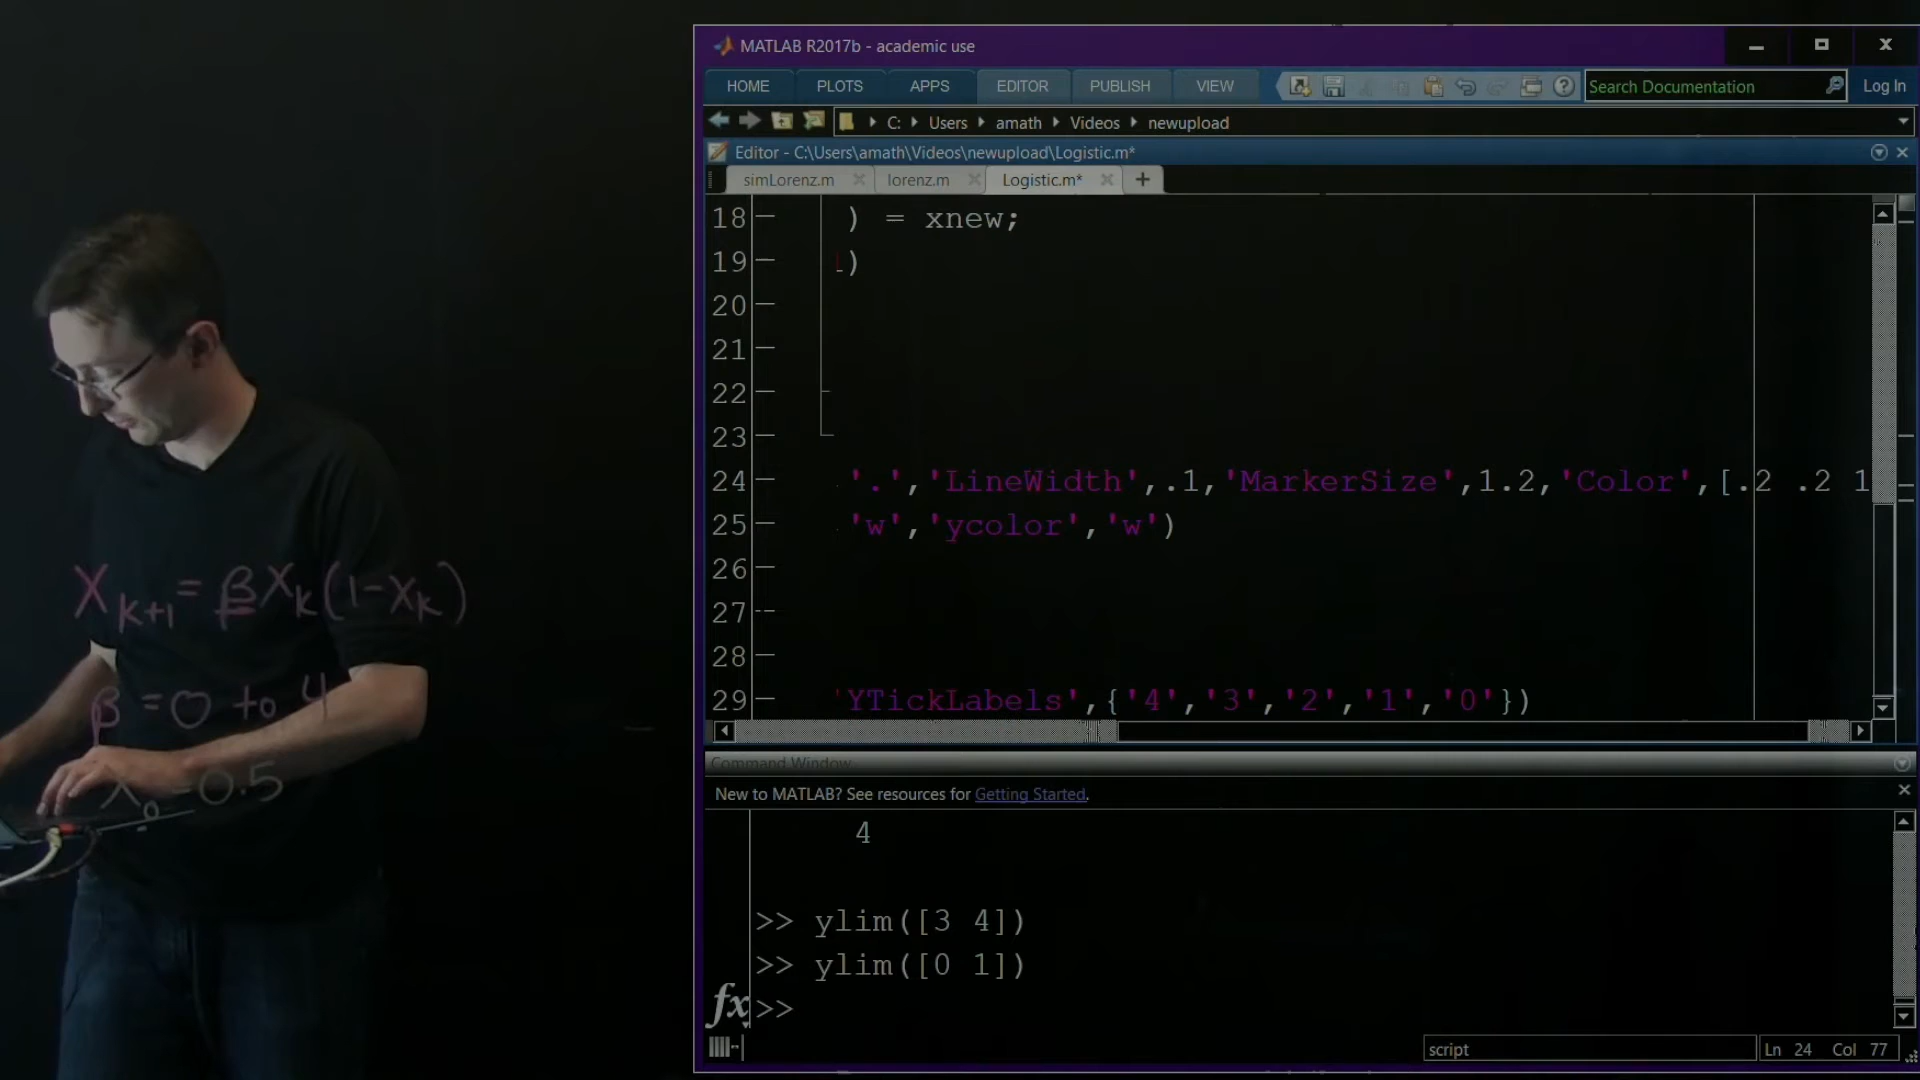 MATLAB R2017b - academic use
HOME PLOTS APPS EDITOR PUBLISH VIEW Search Documentation Log In
C: Users amath Videos newupload
Editor - C:\Users\amath\Videos\newupload\Logistic.m*
simLorenz.m lorenz.m Logistic.m* +
18 ) = xnew;
19 )
20
21
22
23
24 '.','LineWidth',.1,'MarkerSize',1.2,'Color',[.2 .2 1
25 'w','ycolor','w')
26
27
28
29 'YTickLabels',{'4','3','2','1','0'})
X_{k+1} = βX_k(1-X_k)
β = 0 to 4
X_0 = 0.5
Command Window
New to MATLAB? See resources for Getting Started.
4
>> ylim([3 4])
>> ylim([0 1])
fx >>
script Ln 24 Col 77